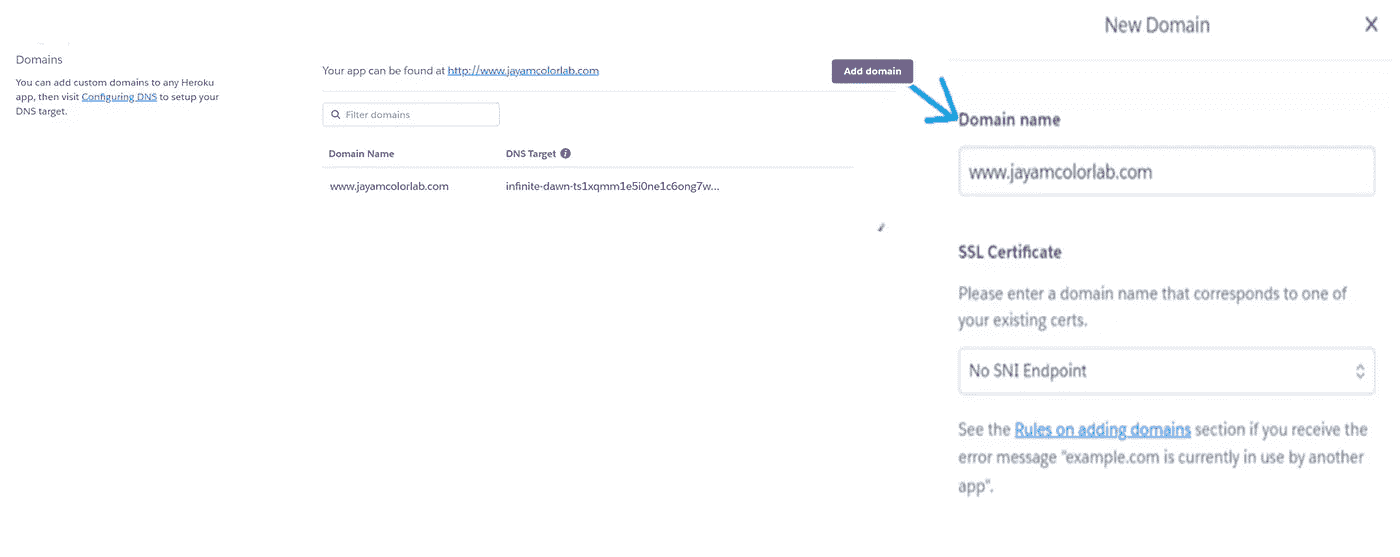 Domains
You can add custom domains to any Heroku
app, then visit Configuring DNS to setup your
DNS target.
Your app can be found at http://www.jayamcolorlab.com
Add domain
Filter domains
Domain Name DNS Target
www.jayamcolorlab.com infinite-dawn-ts1xqmm1e5i0ne1c6ong7w...
New Domain X
Domain name
www.jayamcolorlab.com
SSL Certificate
Please enter a domain name that corresponds to one of
your existing certs.
No SNI Endpoint
See the Rules on adding domains section if you receive the
error message "example.com is currently in use by another
app".